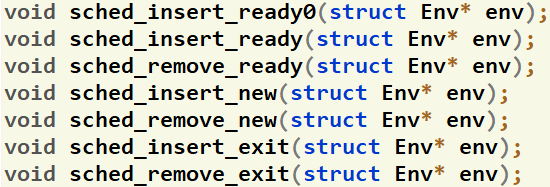 void sched_insert_ready0(struct Env* env);
void sched_insert_ready(struct Env* env);
void sched_remove_ready(struct Env* env);
void sched_insert_new(struct Env* env);
void sched_remove_new(struct Env* env);
void sched_insert_exit(struct Env* env);
void sched_remove_exit(struct Env* env);